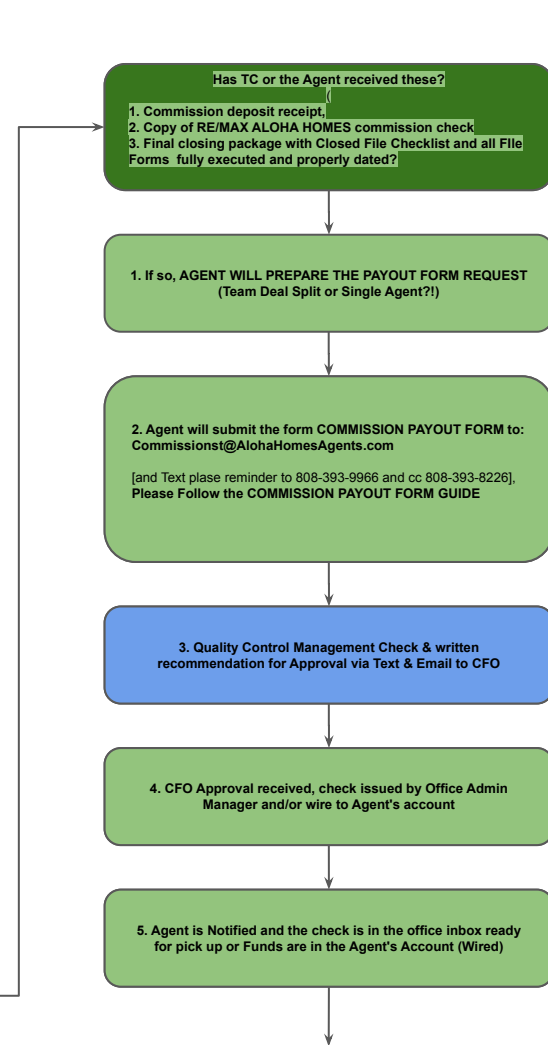 Has TC or the Agent received these?
(
1. Commission deposit receipt,
2. Copy of RE/MAX ALOHA HOMES commission check
3. Final closing package with Closed File Checklist and all FIle
Forms  fully executed and properly dated?
1. If so, AGENT WILL PREPARE THE PAYOUT FORM REQUEST
(Team Deal Split or Single Agent?!)
2. Agent will submit the form COMMISSION PAYOUT FORM to:
Commissionst@AlohaHomesAgents.com
[and Text plase reminder to 808-393-9966 and cc 808-393-8226],
Please Follow the COMMISSION PAYOUT FORM GUIDE
3. Quality Control Management Check & written
recommendation for Approval via Text & Email to CFO
4. CFO Approval received, check issued by Office Admin
Manager and/or wire to Agent's account
5. Agent is Notified and the check is in the office inbox ready
for pick up or Funds are in the Agent's Account (Wired)